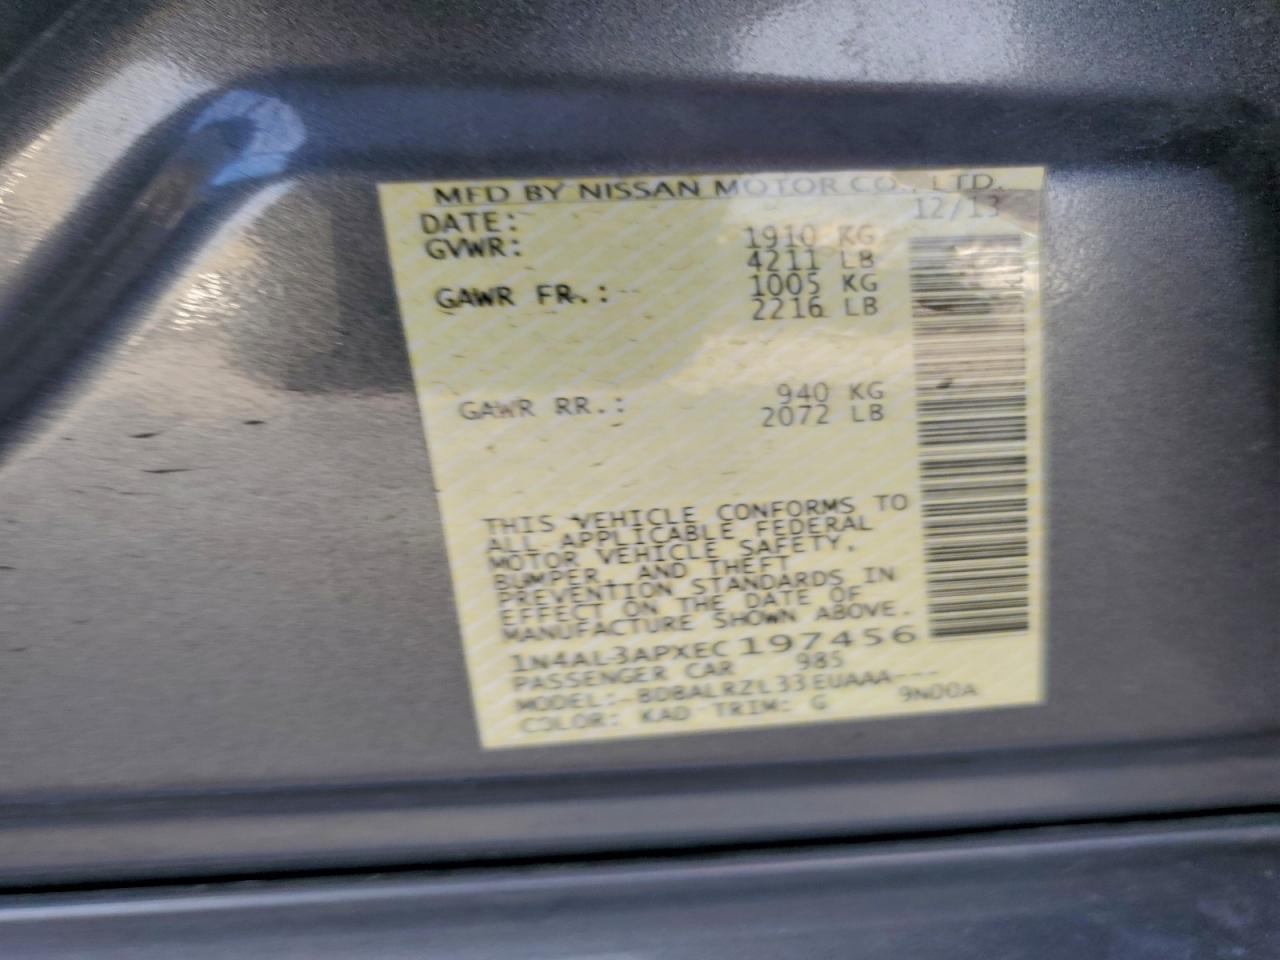 MFD BY NISSAN MOTOR CO., LTD.
DATE: 12/13
GVWR: 1910 KG
4211 LB
GAWR FR.: 1005 KG
2216 LB
GAWR RR.: 940 KG
2072 LB
THIS VEHICLE CONFORMS TO
ALL APPLICABLE FEDERAL
MOTOR VEHICLE SAFETY,
BUMPER, AND THEFT
PREVENTION STANDARDS IN
EFFECT ON THE DATE OF
MANUFACTURE SHOWN ABOVE.
1N4AL3APXEC197456
PASSENGER CAR 985
MODEL:-BDBALRZL33EUAAA---
COLOR: KAD TRIM: G 9N00A